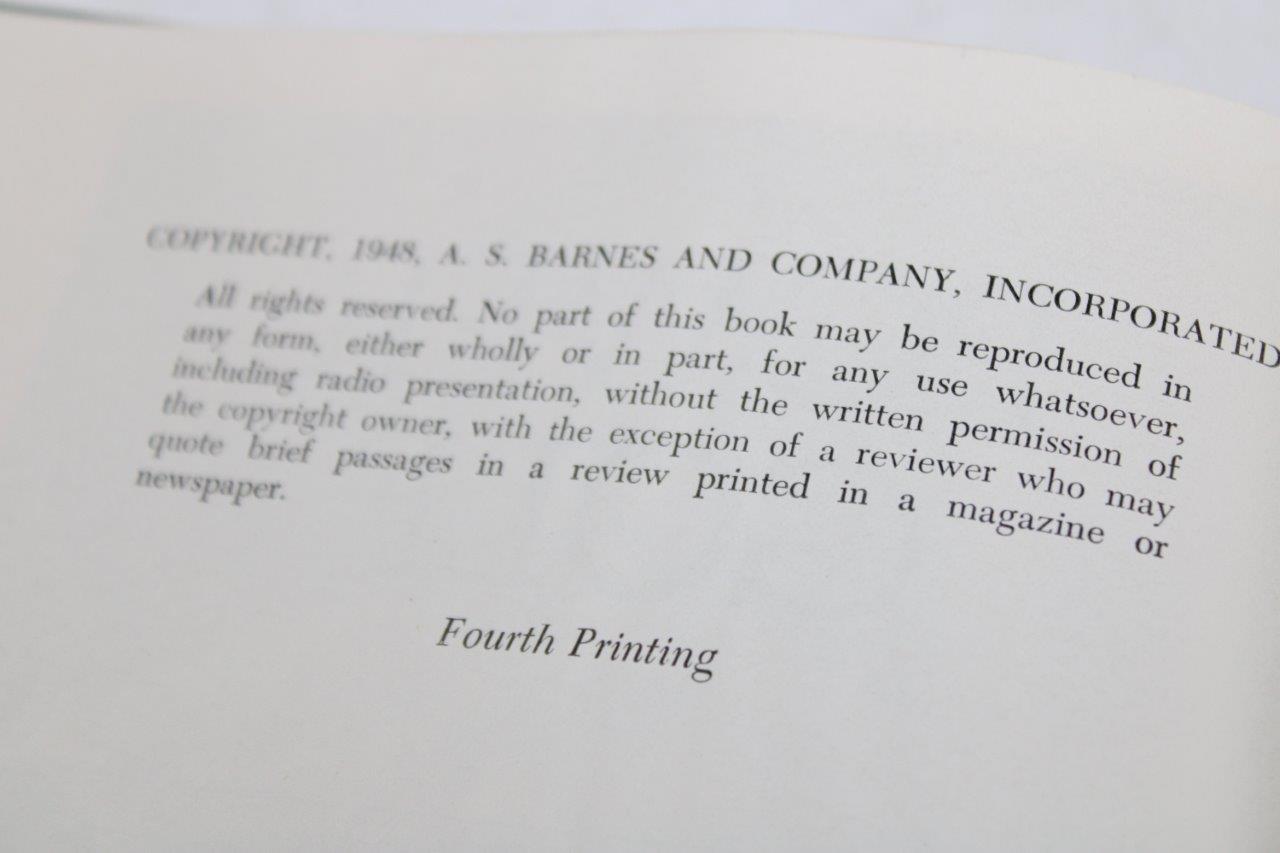 COPYRIGHT, 1948, A. S. BARNES AND COMPANY, INCORPORATED
All rights reserved. No part of this book may be reproduced in
any form, either wholly or in part, for any use whatsoever,
including radio presentation, without the written permission of
the copyright owner, with the exception of a reviewer who may
quote brief passages in a review printed in a magazine or
newspaper.
Fourth Printing